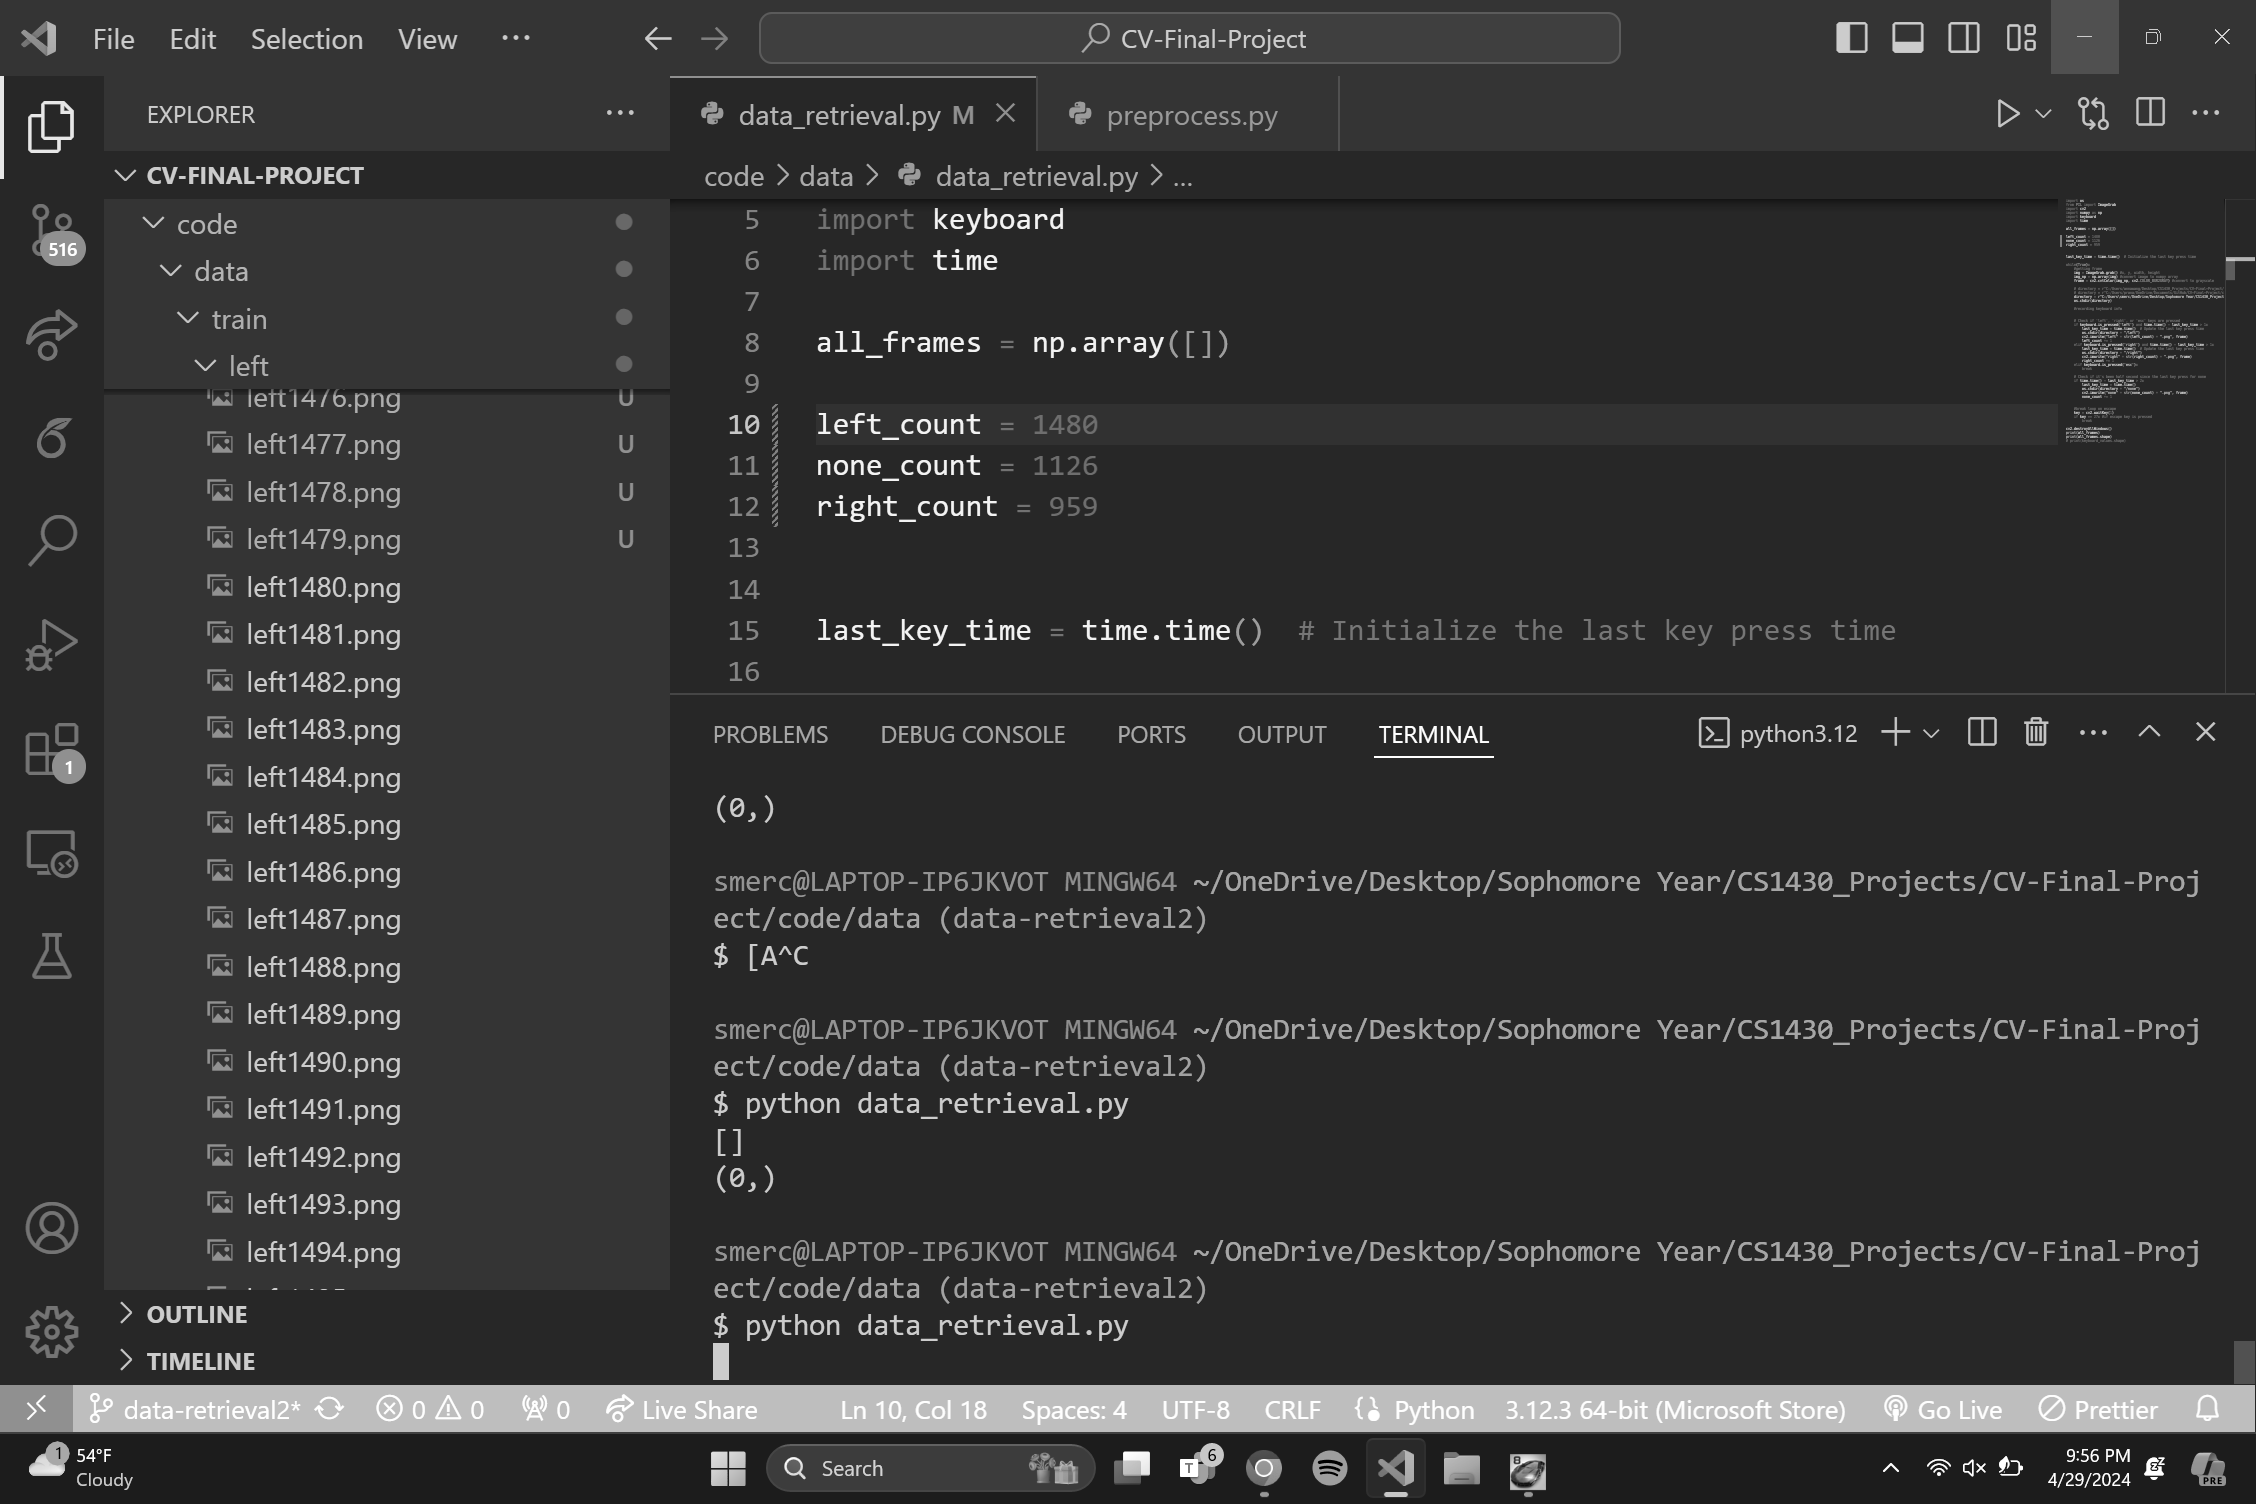 File Edit Selection View ...
CV-Final-Project
EXPLORER
CV-FINAL-PROJECT
code
data
train
left
left1476.png U
left1477.png U
left1478.png U
left1479.png U
left1480.png
left1481.png
left1482.png
left1483.png
left1484.png
left1485.png
left1486.png
left1487.png
left1488.png
left1489.png
left1490.png
left1491.png
left1492.png
left1493.png
left1494.png
OUTLINE
TIMELINE
516
1
data_retrieval.py M
preprocess.py
code > data > data_retrieval.py > ...
5 import keyboard
6 import time
7
8 all_frames = np.array([])
9
10 left_count = 1480
11 none_count = 1126
12 right_count = 959
13
14
15 last_key_time = time.time()  # Initialize the last key press time
16
PROBLEMS DEBUG CONSOLE PORTS OUTPUT TERMINAL
python3.12
(0,)
smerc@LAPTOP-IP6JKVOT MINGW64 ~/OneDrive/Desktop/Sophomore Year/CS1430_Projects/CV-Final-Proj
ect/code/data (data-retrieval2)
$ [A^C
smerc@LAPTOP-IP6JKVOT MINGW64 ~/OneDrive/Desktop/Sophomore Year/CS1430_Projects/CV-Final-Proj
ect/code/data (data-retrieval2)
$ python data_retrieval.py
[]
(0,)
smerc@LAPTOP-IP6JKVOT MINGW64 ~/OneDrive/Desktop/Sophomore Year/CS1430_Projects/CV-Final-Proj
ect/code/data (data-retrieval2)
$ python data_retrieval.py
data-retrieval2* 0 0 0 Live Share Ln 10, Col 18 Spaces: 4 UTF-8 CRLF Python 3.12.3 64-bit (Microsoft Store) Go Live Prettier
1
54°F
Cloudy
Search
T
6
9:56 PM
4/29/2024
PRE